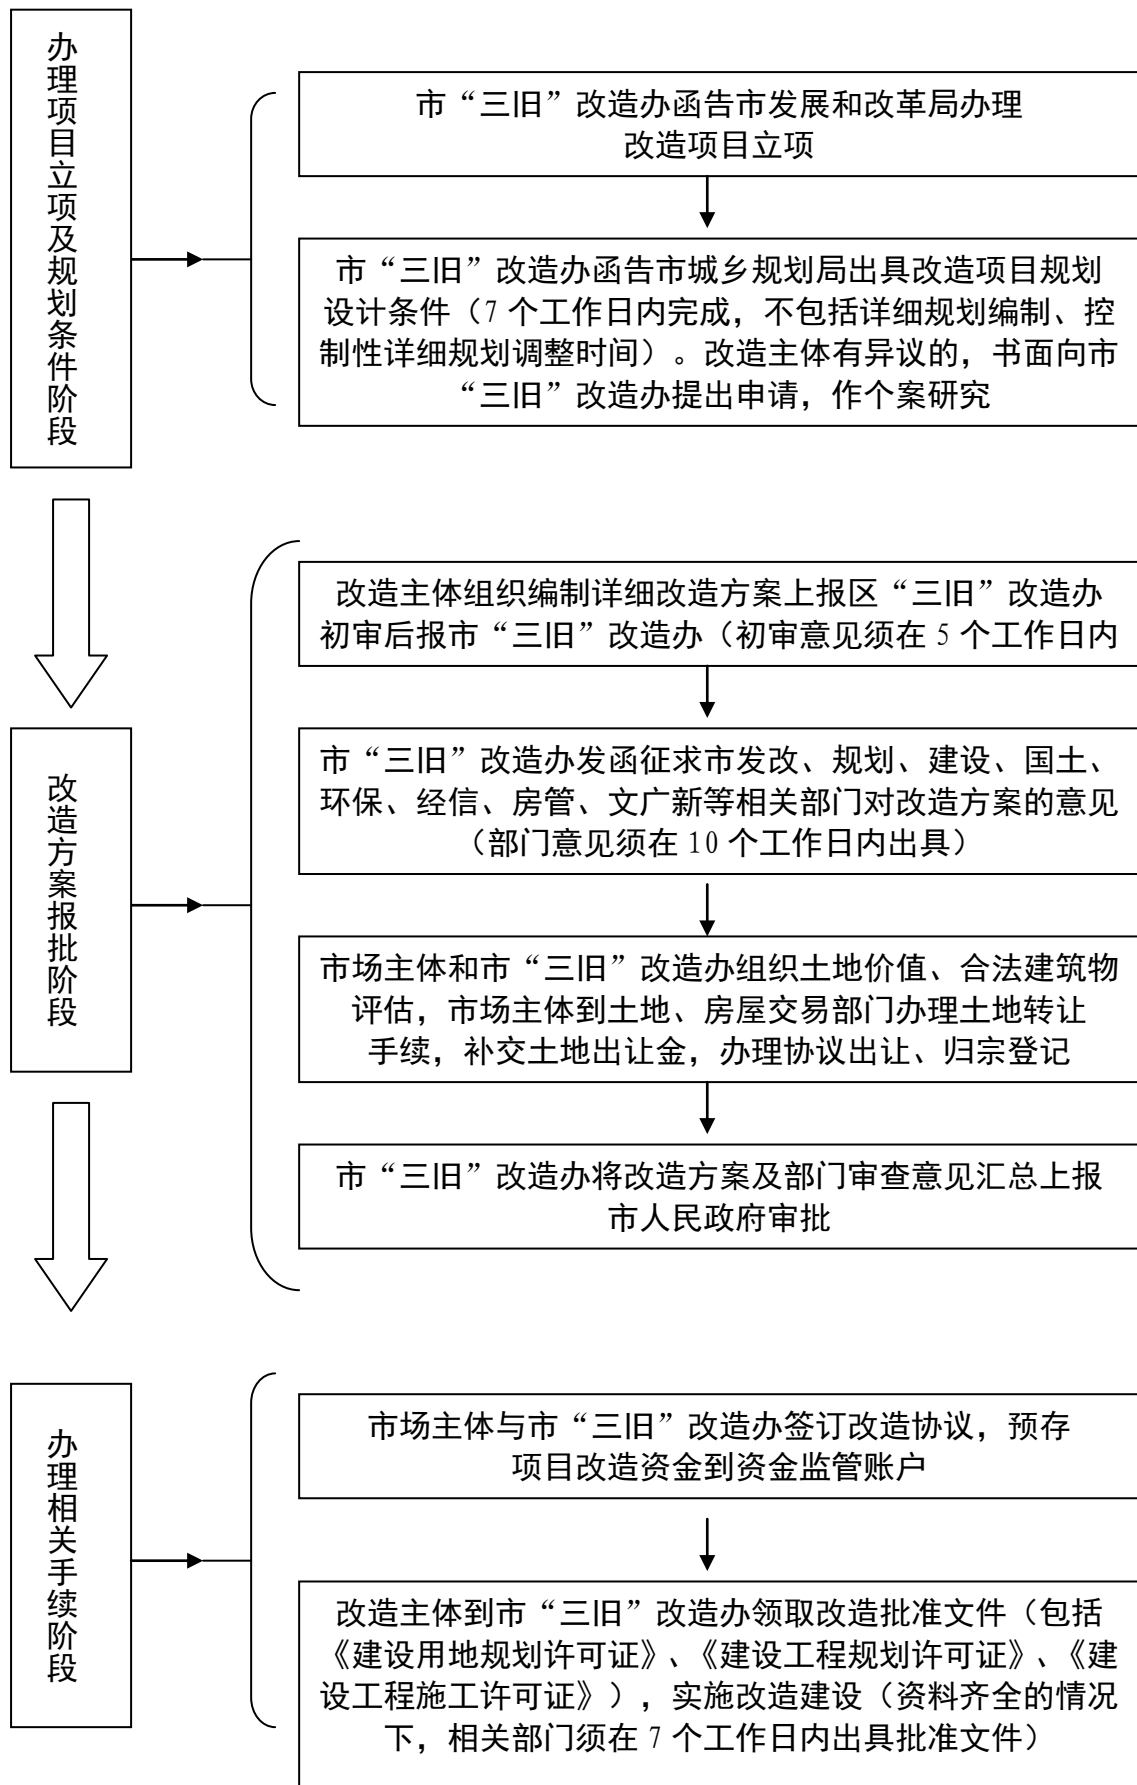 办理项目立项及规划条件阶段
市“三旧”改造办函告市发展和改革局办理
改造项目立项
市“三旧”改造办函告市城乡规划局出具改造项目规划
设计条件（7 个工作日内完成，不包括详细规划编制、控
制性详细规划调整时间）。改造主体有异议的，书面向市
“三旧”改造办提出申请，作个案研究
改造方案报批阶段
改造主体组织编制详细改造方案上报区“三旧”改造办
初审后报市“三旧”改造办（初审意见须在 5 个工作日内
市“三旧”改造办发函征求市发改、规划、建设、国土、
环保、经信、房管、文广新等相关部门对改造方案的意见
（部门意见须在 10 个工作日内出具）
市场主体和市“三旧”改造办组织土地价值、合法建筑物
评估，市场主体到土地、房屋交易部门办理土地转让
手续，补交土地出让金，办理协议出让、归宗登记
市“三旧”改造办将改造方案及部门审查意见汇总上报
市人民政府审批
办理相关手续阶段
市场主体与市“三旧”改造办签订改造协议，预存
项目改造资金到资金监管账户
改造主体到市“三旧”改造办领取改造批准文件（包括
《建设用地规划许可证》、《建设工程规划许可证》、《建
设工程施工许可证》），实施改造建设（资料齐全的情况
下，相关部门须在 7 个工作日内出具批准文件）